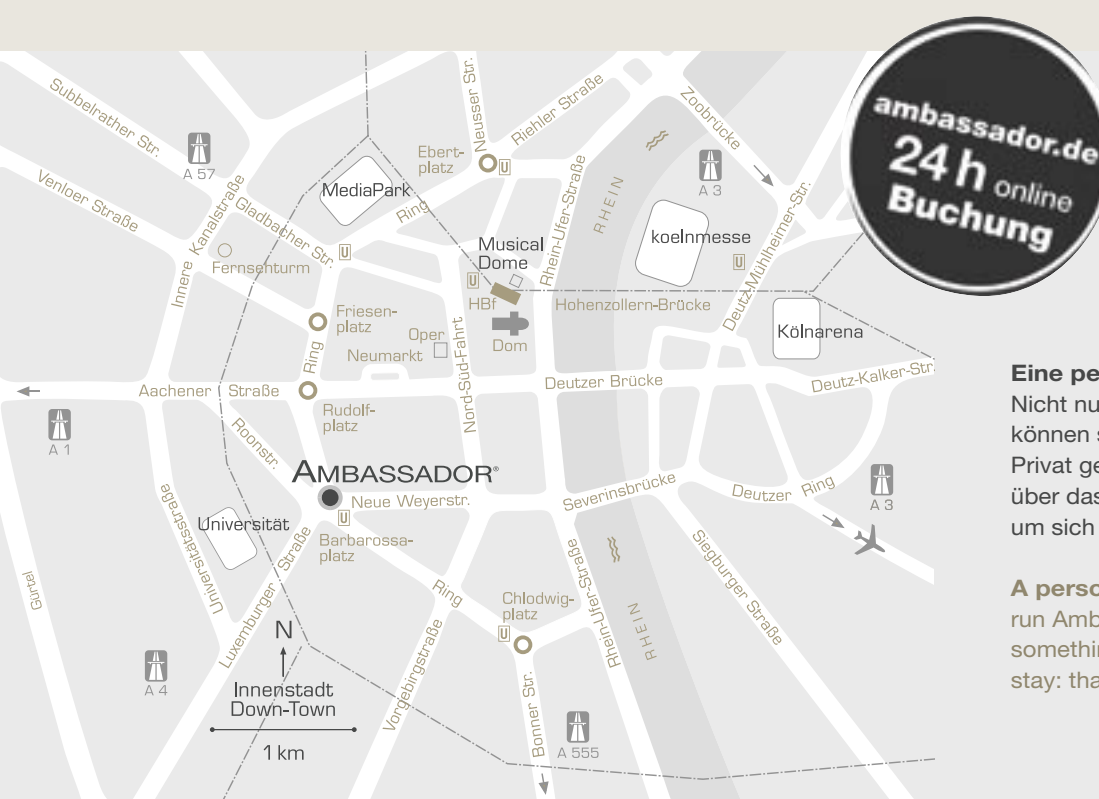 ambassador.de
24 h online
Buchung
Subbelrather Str.
A 57
Venloer Straße
Innere Kanalstraße
Gladbacher Str.
Fernsehturm
MediaPark
Ring
Ebert-
platz
U
Neusser Str.
Riehler Straße
Zoobrücke
A 3
RHEIN
Rhein-Ufer-Straße
koelnmesse
U
Deutz-Mühlheimer-Str.
Musical
Dome
U
HBf
Hohenzollern-Brücke
Dom
Kölnarena
U
Friesen-
platz
Ring
Oper
Neumarkt
Nord-Süd-Fahrt
Aachener Straße
Deutzer Brücke
Deutz-Kalker-Str.
A 1
Rudolf-
platz
Roonstr.
AMBASSADOR®
Neue Weyerstr.
U
Barbarossa-
platz
Universität
Universitätsstraße
Luxemburger Straße
Severinsbrücke
Deutzer Ring
A 3
Siegburger Straße
Gürtel
Ring
Chlodwig-
platz
U
Rhein-Ufer-Straße
RHEIN
Vorgebirgstraße
Bonner Str.
A 555
A 4
N
Innenstadt
Down-Town
1 km
Eine pe
Nicht nu
können s
Privat ge
über das
um sich
A perso
run Amb
somethin
stay: tha